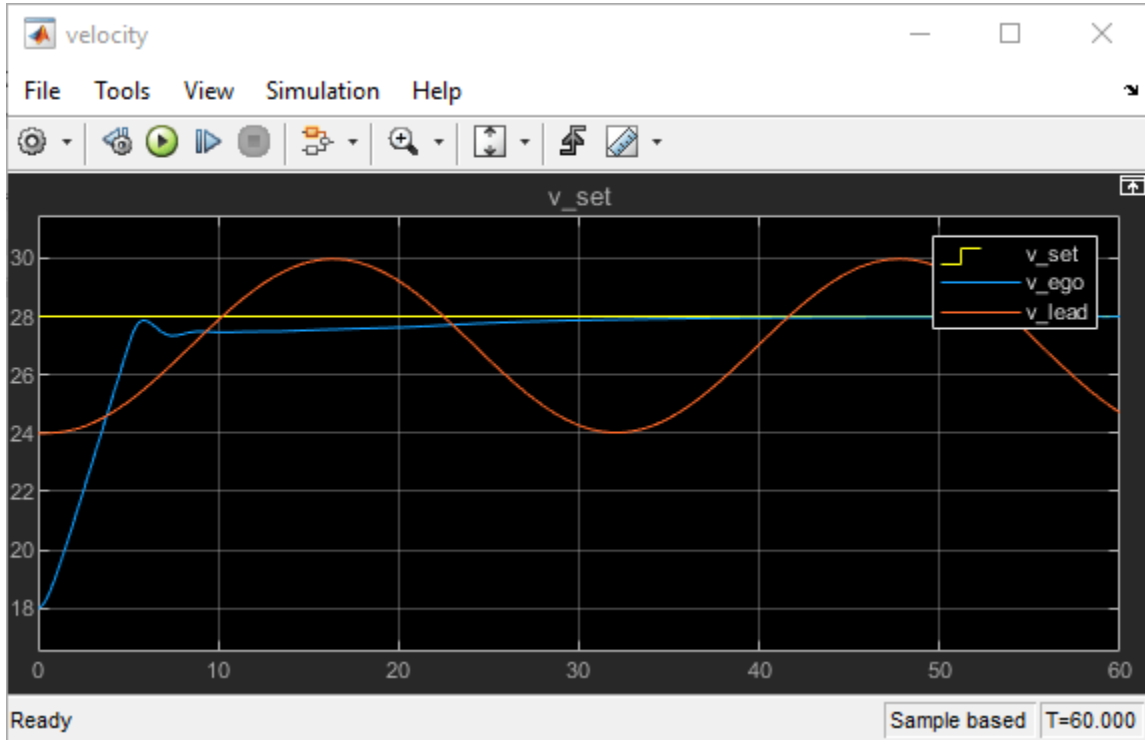 velocity
File Tools View Simulation Help
v_set
30
28
26
24
22
20
18
v_set
v_ego
v_lead
0 10 20 30 40 50 60
Ready Sample based T=60.000